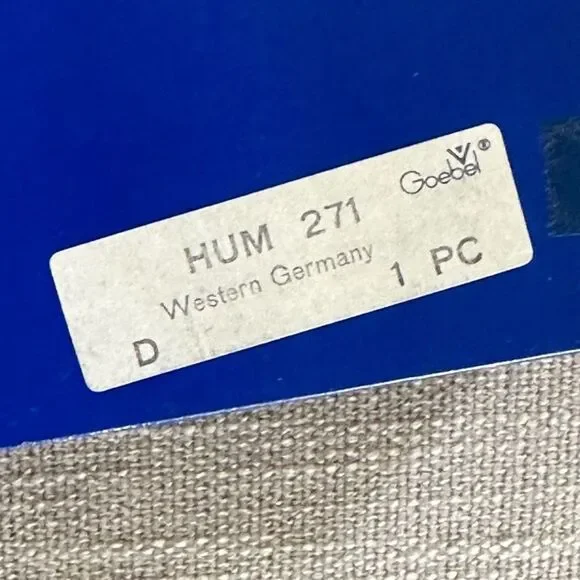 Goebel®
HUM 271
Western Germany
D 1 PC